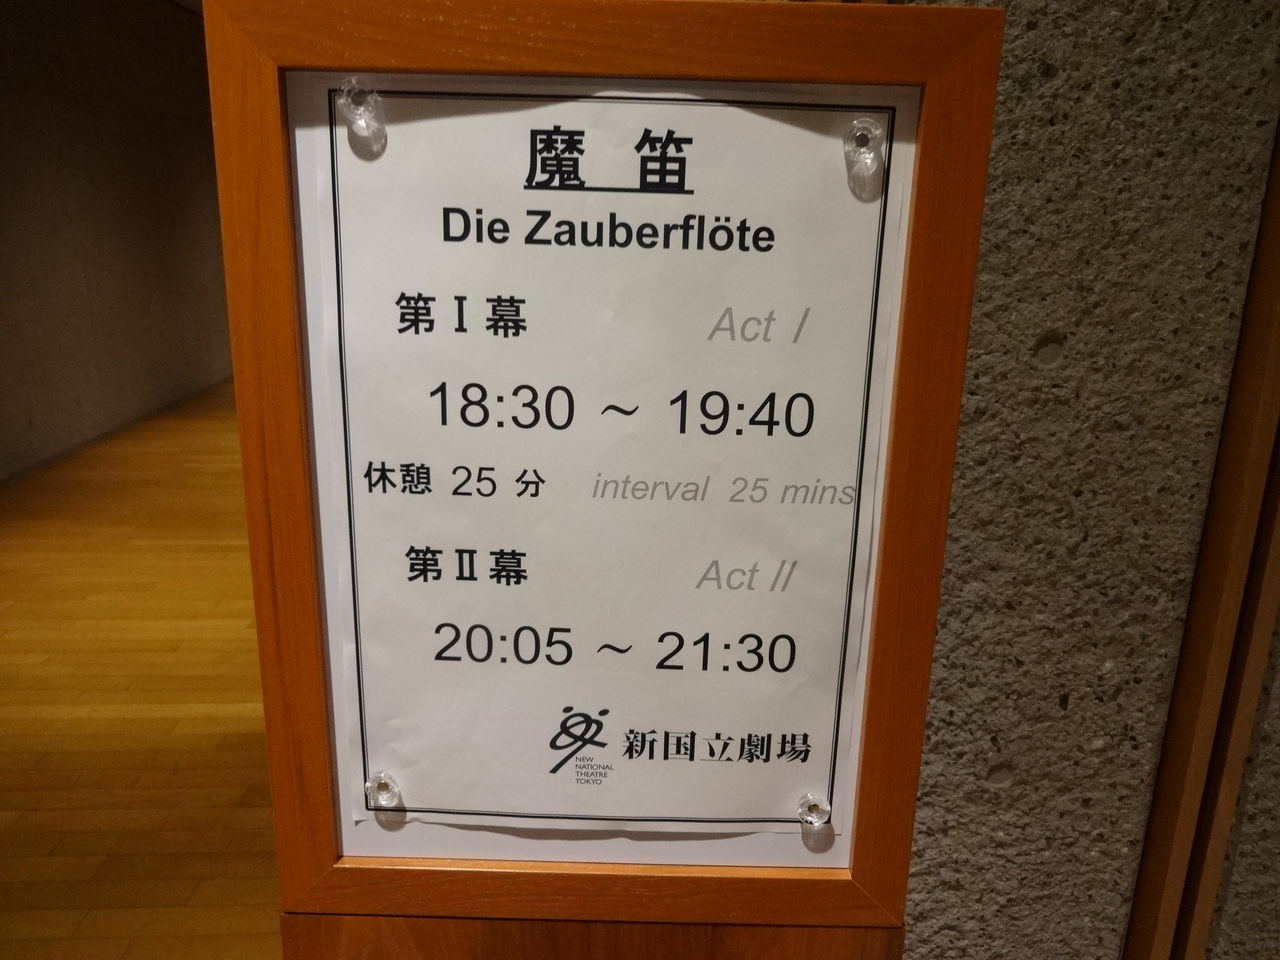 魔 笛
Die Zauberflöte
第Ⅰ幕 Act I
18:30 ～ 19:40
休憩 25 分 interval 25 mins
第Ⅱ幕 Act II
20:05 ～ 21:30
新国立劇場
NEW
NATIONAL
THEATRE
TOKYO